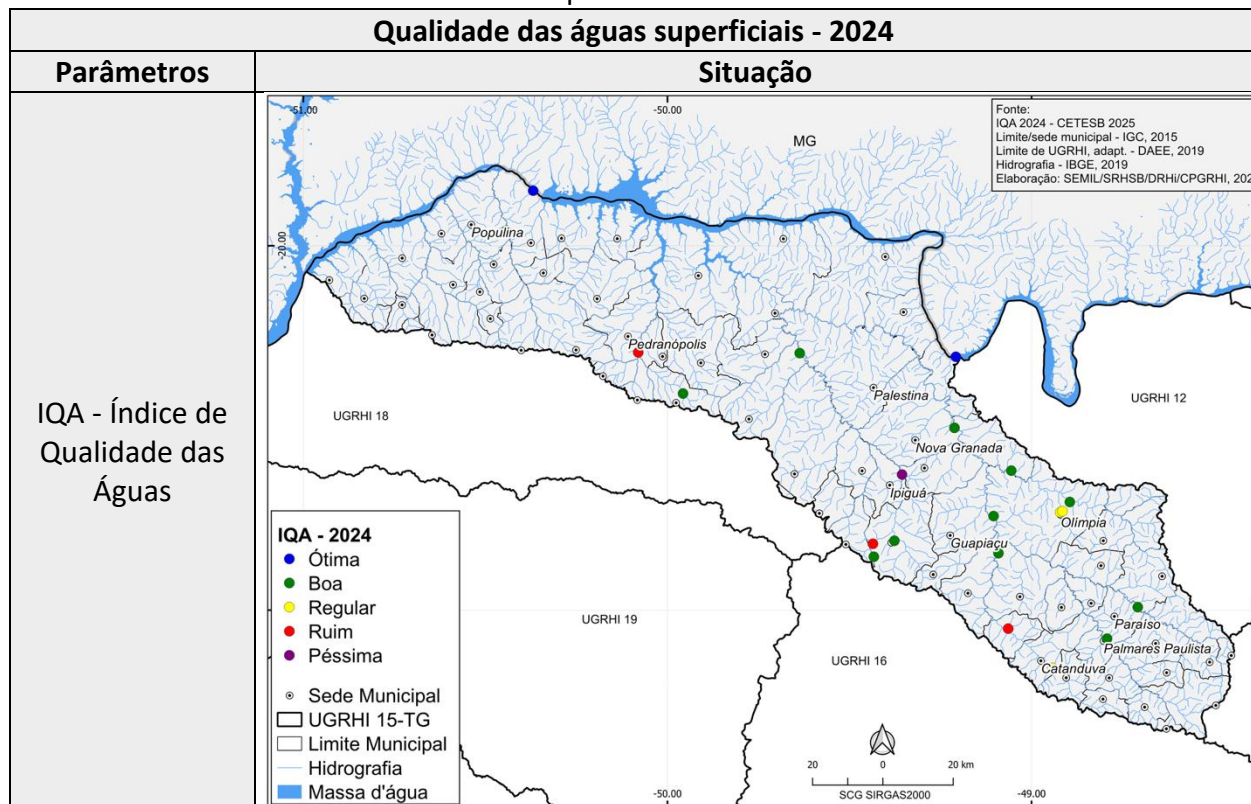 Qualidade das águas superficiais - 2024
Parâmetros
Situação
IQA - Índice de
Qualidade das
Águas
-51.00
-50.00
-20.00
MG
Fonte:
IQA 2024 - CETESB 2025
Limite/sede municipal - IGC, 2015
Limite de UGRHI, adapt. - DAEE, 2019
Hidrografia - IBGE, 2019
Elaboração: SEMIL/SRHSB/DRHi/CPGRHI, 202
Populina
Pedranópolis
Palestina
UGRHI 18
UGRHI 12
Nova Granada
Ipiguá
Olímpia
Guapiaçu
UGRHI 19
Paraíso
Palmares Paulista
UGRHI 16
Catanduva
IQA - 2024
Ótima
Boa
Regular
Ruim
Péssima
Sede Municipal
UGRHI 15-TG
Limite Municipal
Hidrografia
Massa d'água
20 0 20 km
SCG SIRGAS2000
-50.00
-49.00